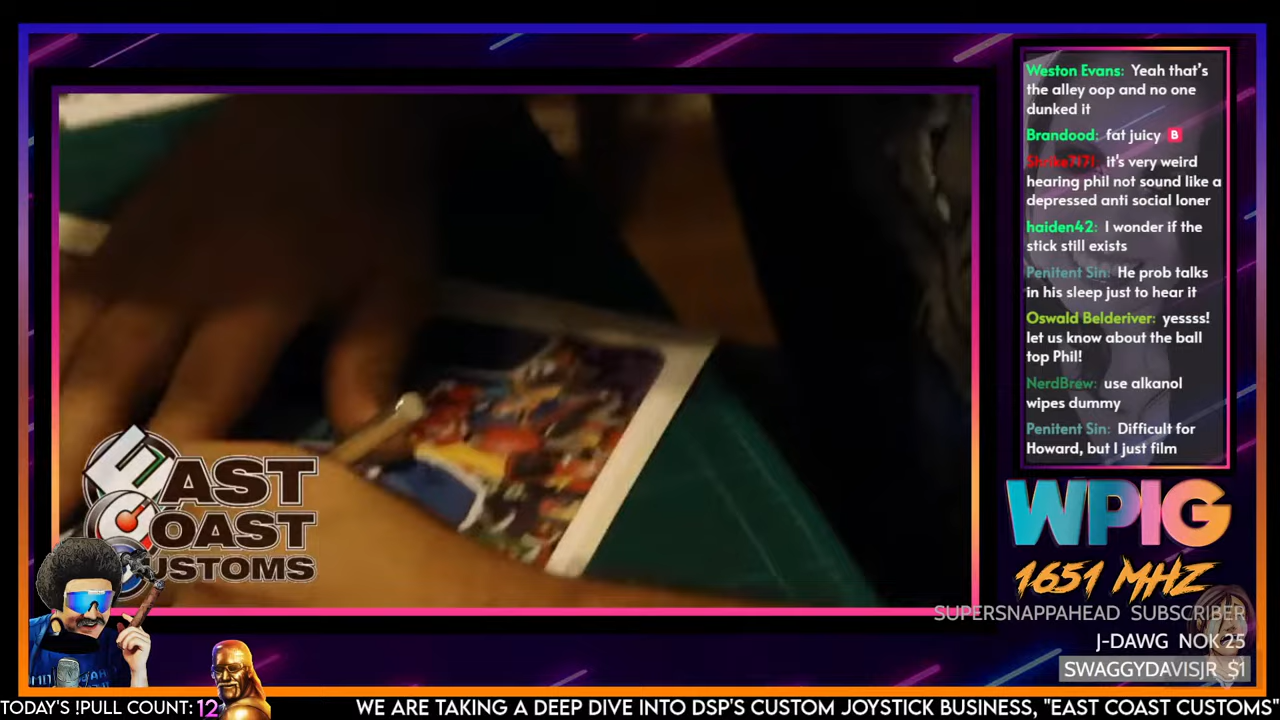 Weston Evans: Yeah that's
the alley oop and no one
dunked it
Brandood: fat juicy B
Shrike7171: it's very weird
hearing phil not sound like a
depressed anti social loner
haiden42: I wonder if the
stick still exists
Penitent Sin: He prob talks
in his sleep just to hear it
Oswald Belderiver: yessss!
let us know about the ball
top Phil!
NerdBrew: use alkanol
wipes dummy
Penitent Sin: Difficult for
Howard, but I just film
EAST
COAST
CUSTOMS
WPIG
1651 MHZ
SUPERSNAPPAHEAD SUBSCRIBER
J-DAWG NOK 25
SWAGGYDAVISJR $1
TODAY'S !PULL COUNT: 12
WE ARE TAKING A DEEP DIVE INTO DSP'S CUSTOM JOYSTICK BUSINESS, "EAST COAST CUSTOMS"